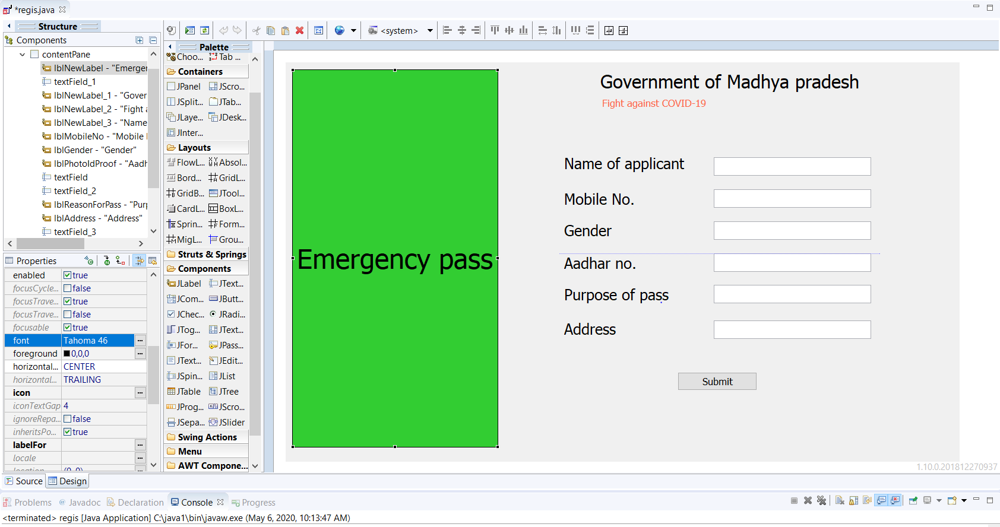 *regis.java
Structure
Components
contentPane
lblNewLabel - "Emerger
textField_1
lblNewLabel_1 - "Gover
lblNewLabel_2 - "Fight a
lblNewLabel_3 - "Name
lblMobileNo - "Mobile
lblGender - "Gender"
lblPhotoIdProof - "Aadh
textField
textField_2
lblReasonForPass - "Pur
lblAddress - "Address"
textField_3
Properties
enabled true
focusCycle... false
focusTrave... true
focusTrave... false
focusable true
font Tahoma 46 ...
foreground 0,0,0 ...
horizontal... CENTER
horizontal... TRAILING
icon ...
iconTextGap 4
ignoreRepa... false
inheritsPo... true
labelFor ...
locale ...
location (0, 0) ...
Source Design
<system>
Palette
Choo... Tab ...
Containers
JPanel JScro...
JSplit... JTab...
JLaye... JDesk...
JInter...
Layouts
FlowL... Absol...
Bord... GridL...
GridB... JTool...
CardL... BoxL...
Sprin... Form...
MigL... Grou...
Struts & Springs
Components
JLabel JText...
JCom... JButt...
JChec... JRadi...
JTog... JText...
JFor... JPass...
JText... JEdit...
JSpin... JList
JTable JTree
JProg... JScro...
JSepa... JSlider
Swing Actions
Menu
AWT Compone...
Emergency pass
Government of Madhya pradesh
Fight against COVID-19
Name of applicant
Mobile No.
Gender
Aadhar no.
Purpose of pass
Address
Submit
1.10.0.201812270937
Problems @ Javadoc Declaration Console Progress
<terminated> regis [Java Application] C:\java1\bin\javaw.exe (May 6, 2020, 10:13:47 AM)